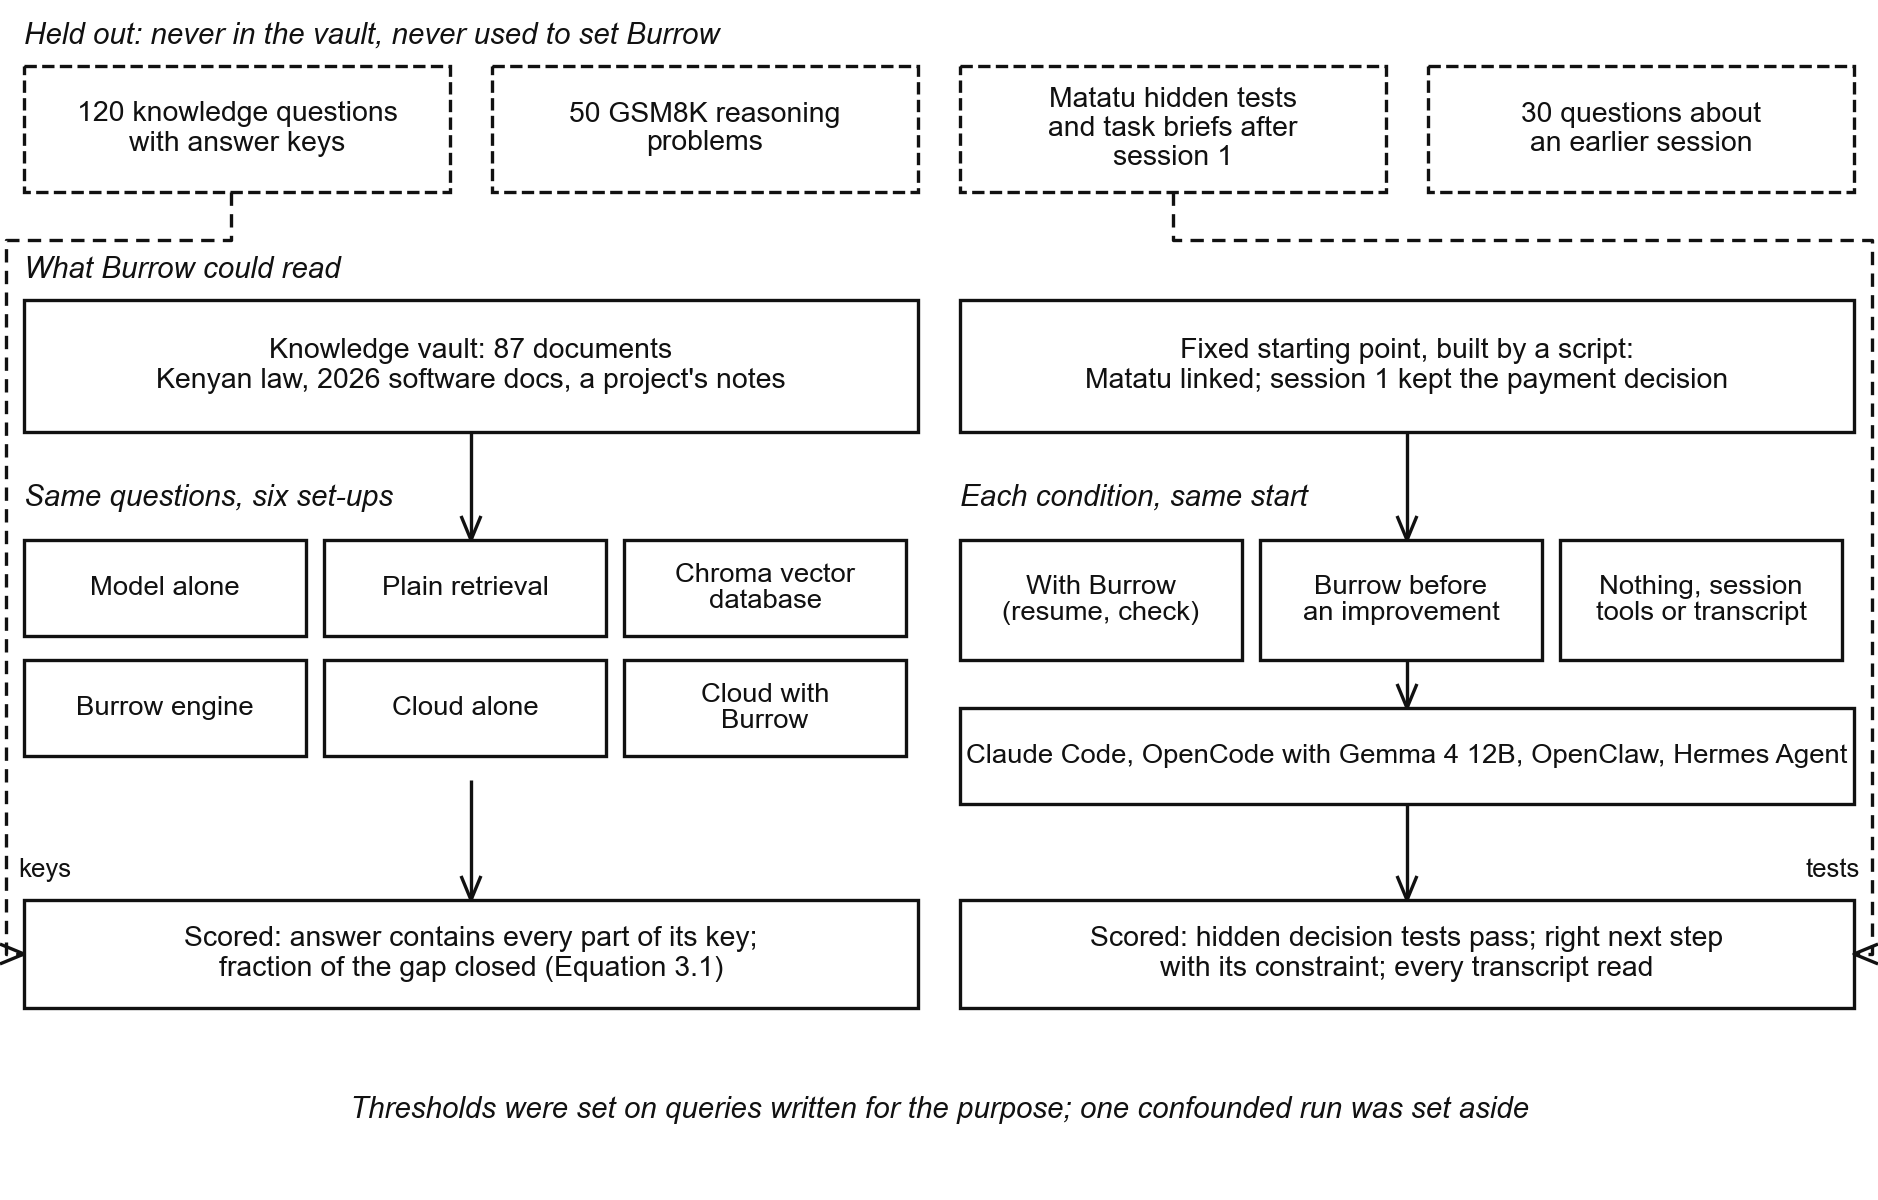 Held out: never in the vault, never used to set Burrow
120 knowledge questions
with answer keys
50 GSM8K reasoning
problems
Matatu hidden tests
and task briefs after
session 1
30 questions about
an earlier session
What Burrow could read
Knowledge vault: 87 documents
Kenyan law, 2026 software docs, a project's notes
Fixed starting point, built by a script:
Matatu linked; session 1 kept the payment decision
Same questions, six set-ups
Each condition, same start
Model alone
Plain retrieval
Chroma vector
database
With Burrow
(resume, check)
Burrow before
an improvement
Nothing, session
tools or transcript
Burrow engine
Cloud alone
Cloud with
Burrow
Claude Code, OpenCode with Gemma 4 12B, OpenClaw, Hermes Agent
keys
tests
Scored: answer contains every part of its key;
fraction of the gap closed (Equation 3.1)
Scored: hidden decision tests pass; right next step
with its constraint; every transcript read
Thresholds were set on queries written for the purpose; one confounded run was set aside